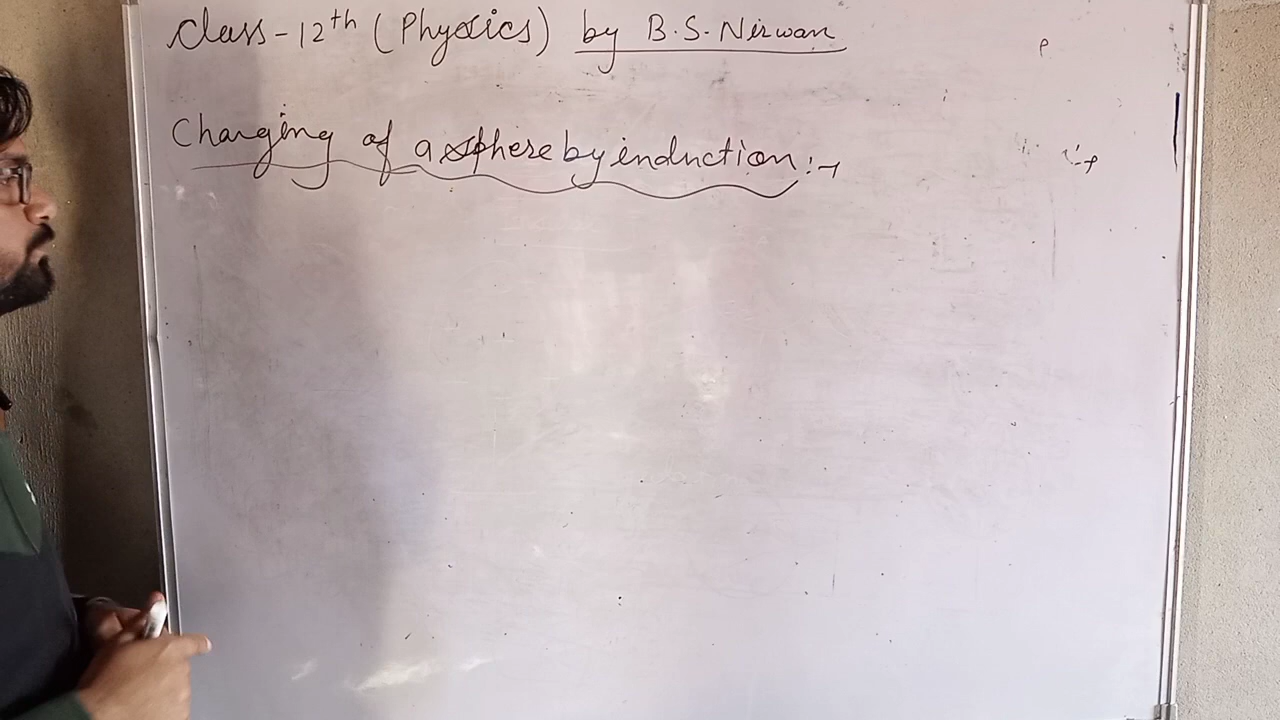 Class-12th (Physics) by B.S. Nirwan
Charging of a sphere by induction:→